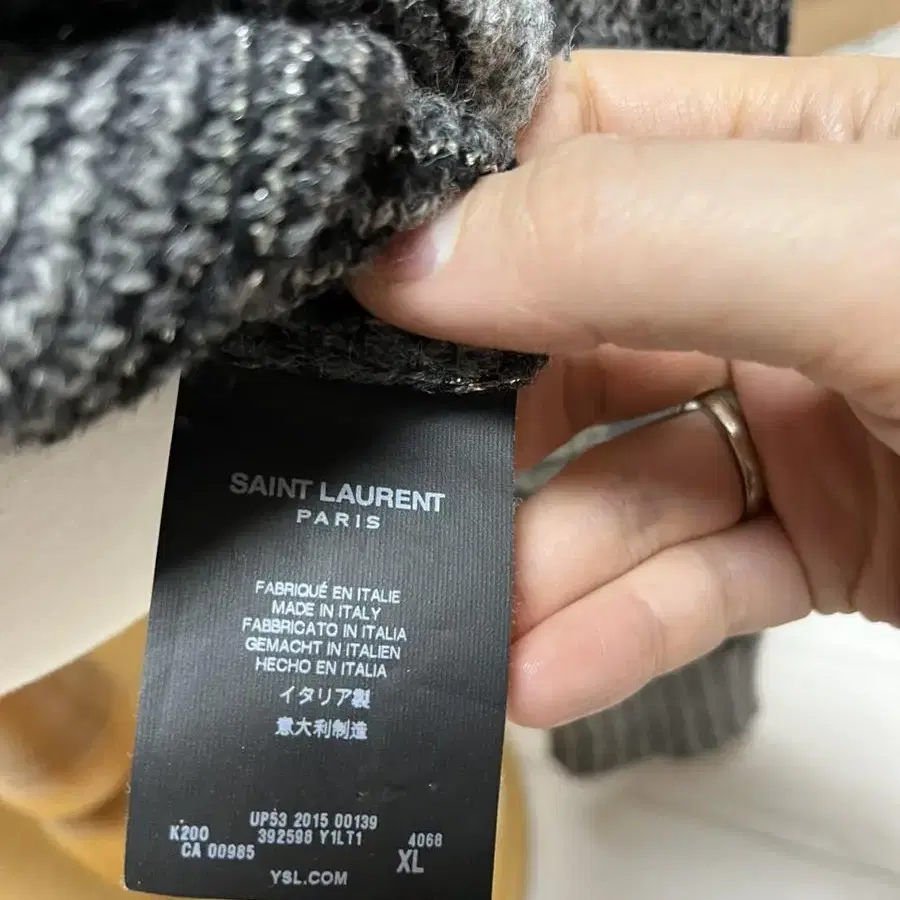 SAINT LAURENT
PARIS
FABRIQUÉ EN ITALIE
MADE IN ITALY
FABBRICATO IN ITALIA
GEMACHT IN ITALIEN
HECHO EN ITALIA
イタリア製
意大利制造
UPS3 2015 00139
K200 392598 Y1LT1 4068
CA 00985 XL
YSL.COM